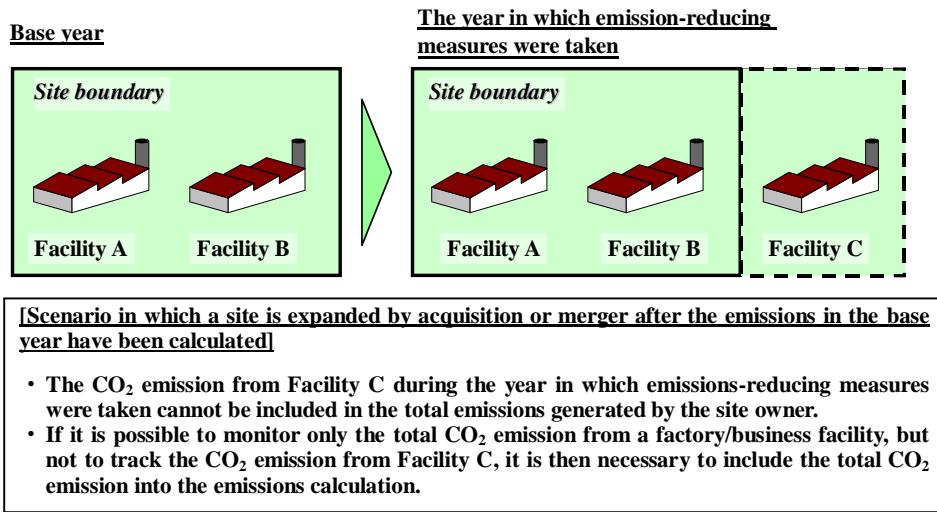 Base year
The year in which emission-reducing
measures were taken
Site boundary
Facility A
Facility B
Site boundary
Facility A
Facility B
Facility C
[Scenario in which a site is expanded by acquisition or merger after the emissions in the base
year have been calculated]
・ The CO₂ emission from Facility C during the year in which emissions-reducing measures
were taken cannot be included in the total emissions generated by the site owner.
・ If it is possible to monitor only the total CO₂ emission from a factory/business facility, but
not to track the CO₂ emission from Facility C, it is then necessary to include the total CO₂
emission into the emissions calculation.